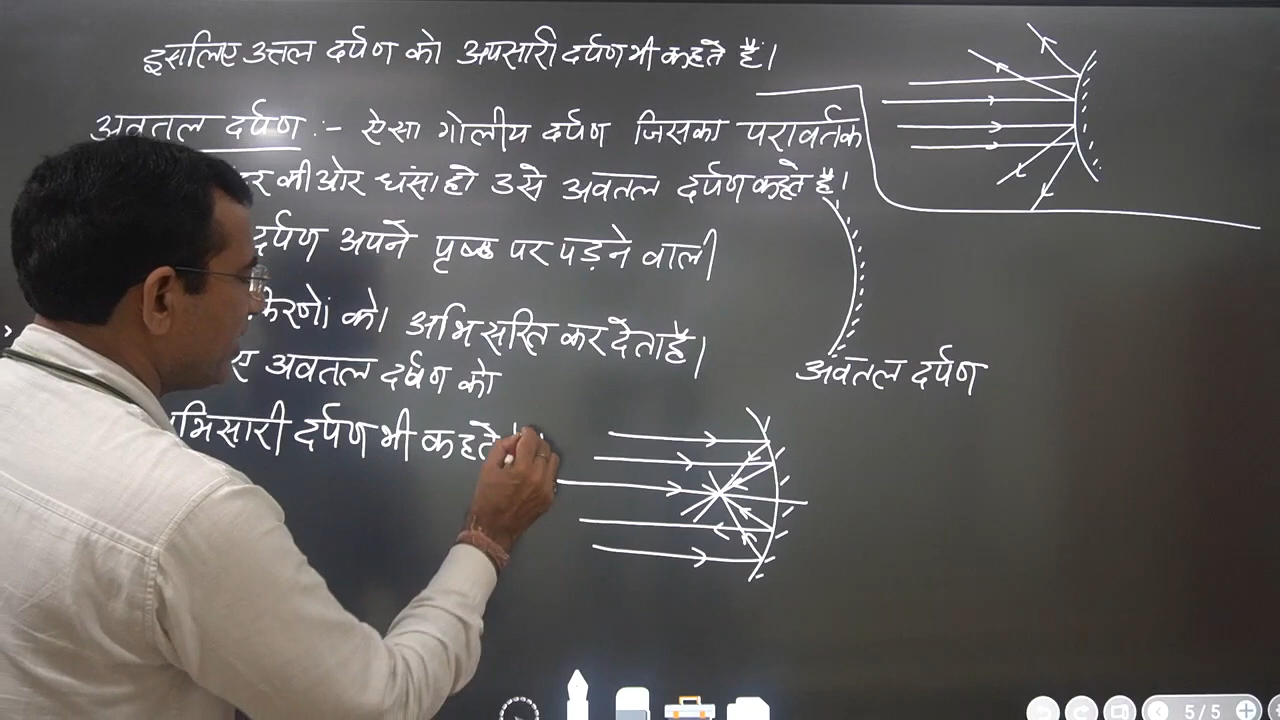 इसलिए उत्तल दर्पण को अपसारी दर्पण भी कहते है।
अवतल दर्पण :- ऐसा गोलीय दर्पण जिसका परावर्तक
की ओर धंसा हो उसे अवतल दर्पण कहते है।
दर्पण अपने पृष्ठ पर पड़ने वाली
को अभिसरित कर देता है।
अवतल दर्पण को
दर्पण भी कहते
अवतल दर्पण
5/5